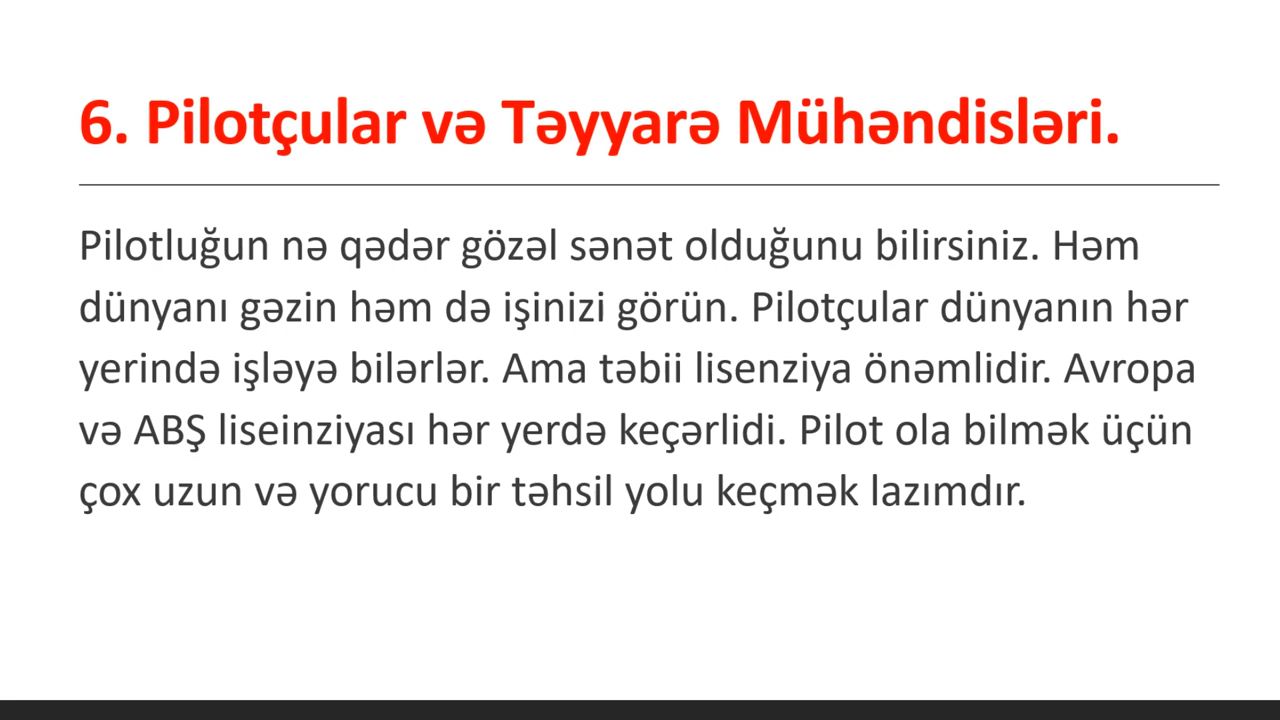 6. Pilotçular və Təyyarə Mühəndisləri.
Pilotluğun nə qədər gözəl sənət olduğunu bilirsiniz. Həm
dünyanı gəzin həm də işinizi görün. Pilotçular dünyanın hər
yerində işləyə bilərlər. Ama təbii lisenziya önəmlidir. Avropa
və ABŞ liseinziyası hər yerdə keçərlidi. Pilot ola bilmək üçün
çox uzun və yorucu bir təhsil yolu keçmək lazımdır.